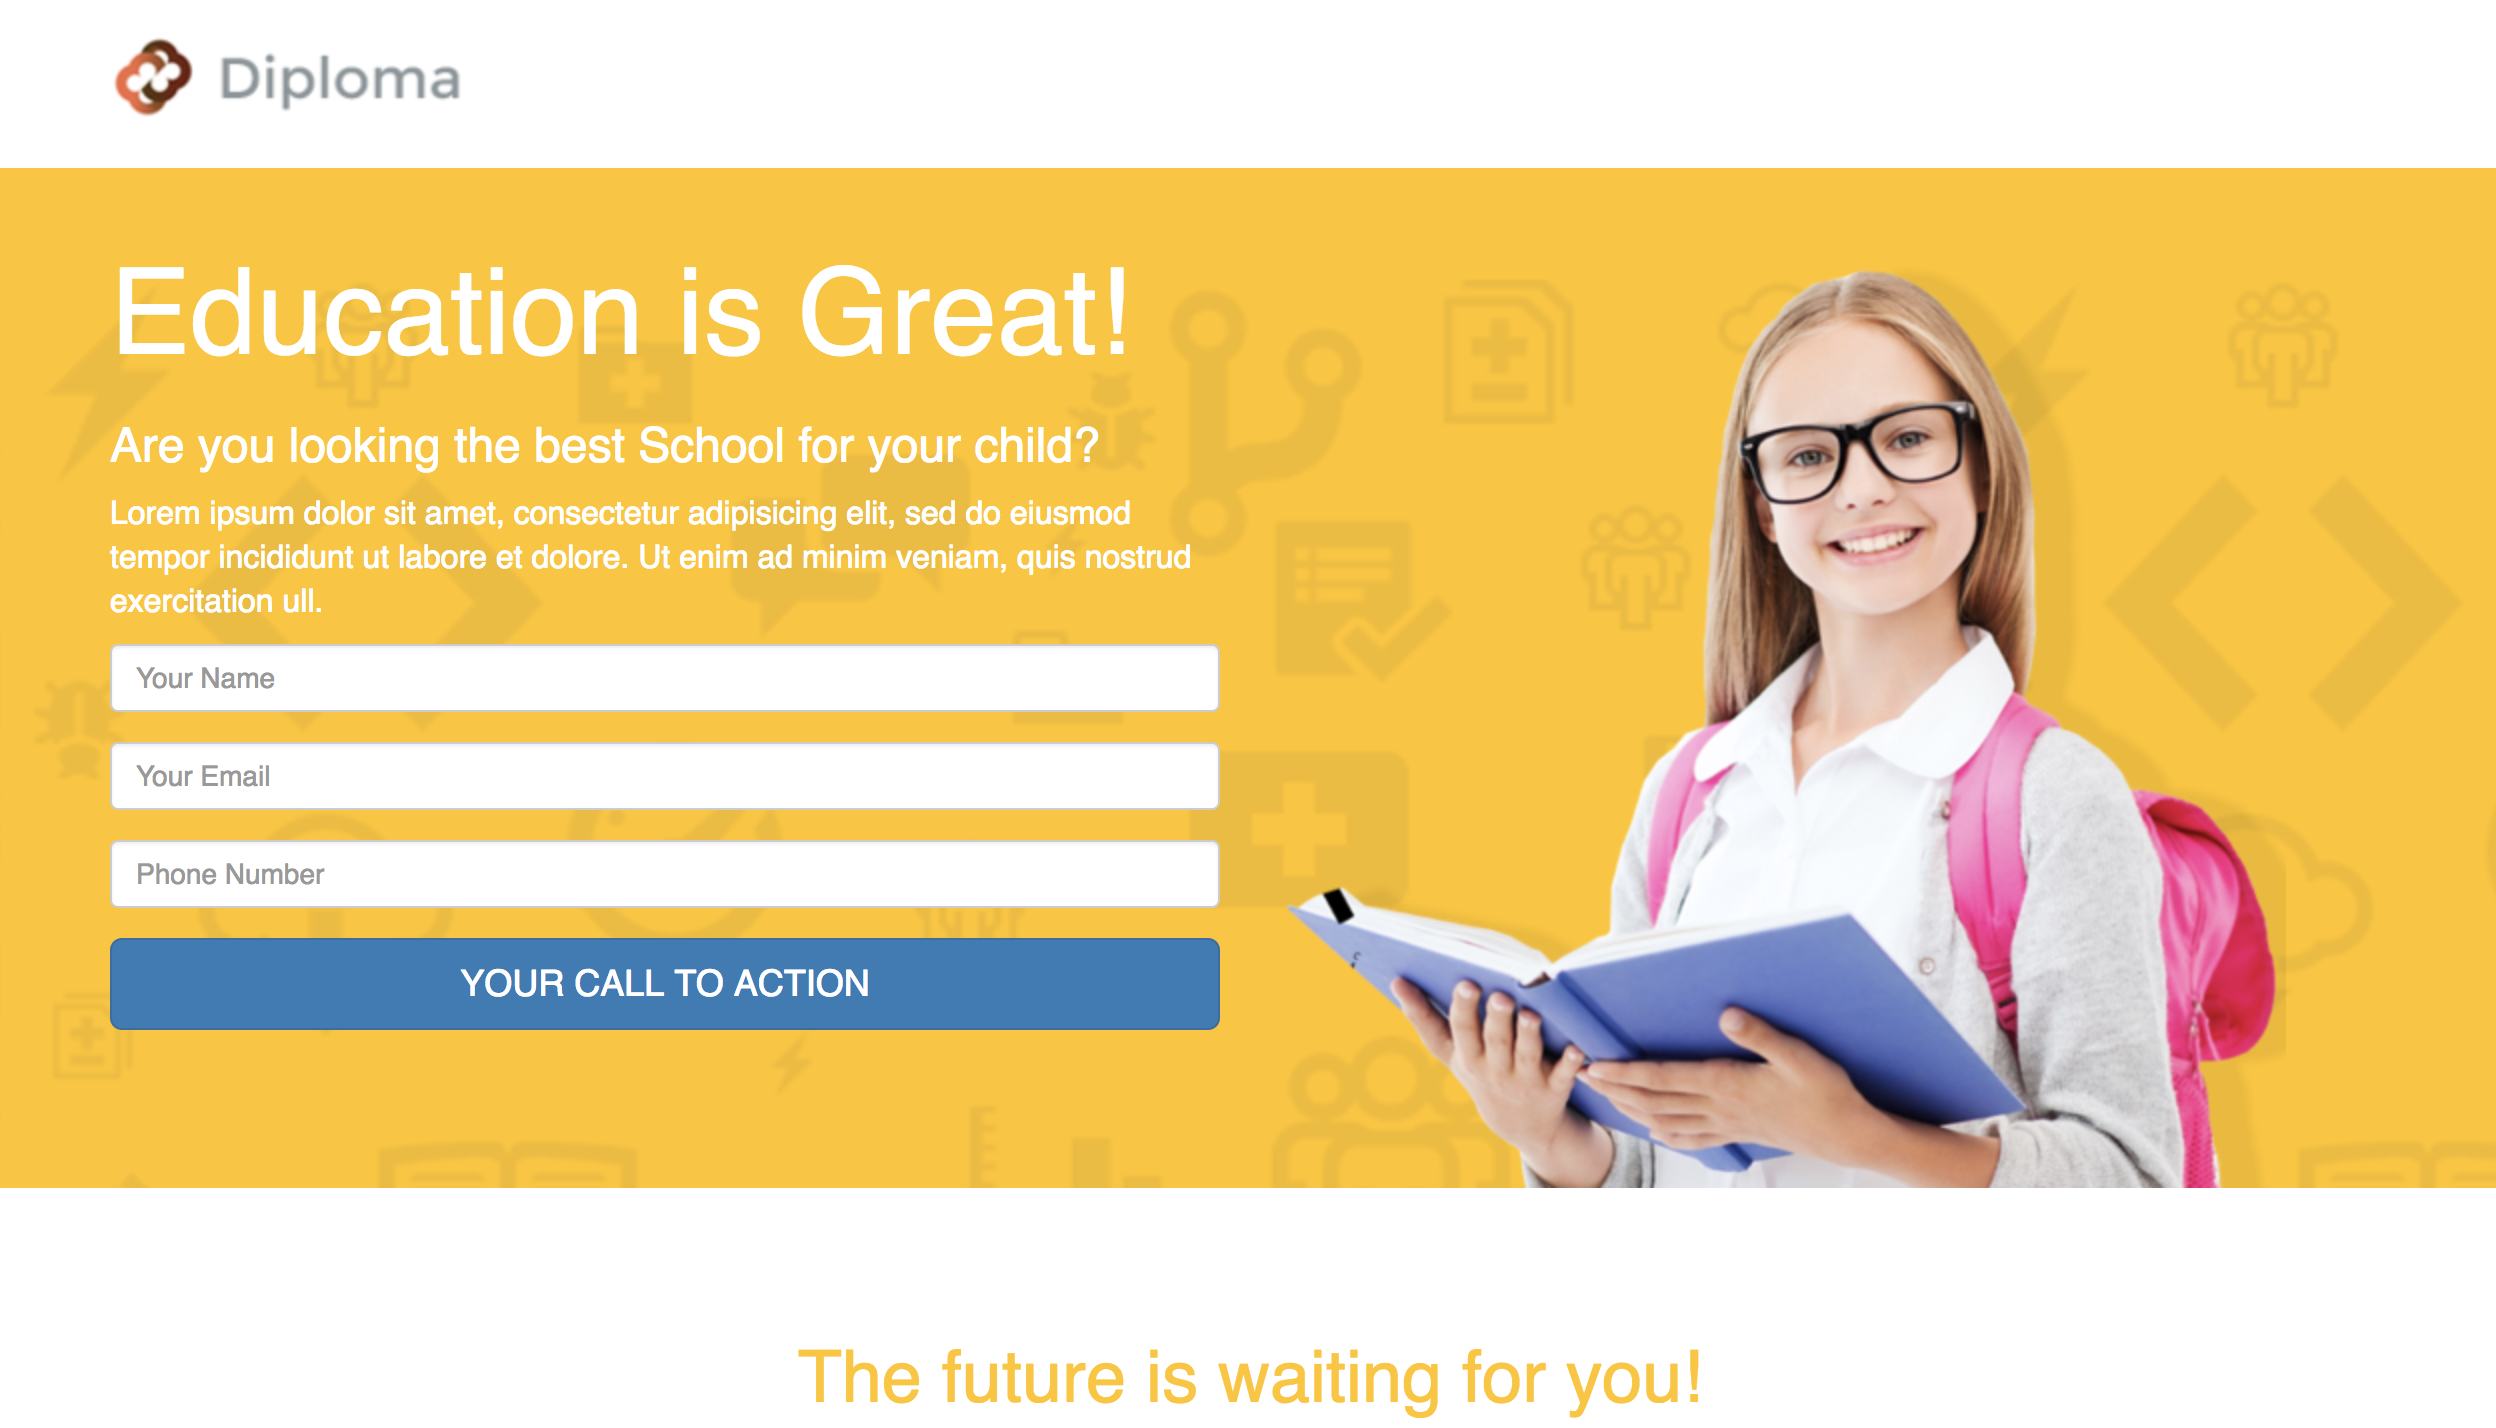 Diploma
Education is Great!
Are you looking the best School for your child?
Lorem ipsum dolor sit amet, consectetur adipisicing elit, sed do eiusmod
tempor incididunt ut labore et dolore. Ut enim ad minim veniam, quis nostrud
exercitation ull.
Your Name
Your Email
Phone Number
YOUR CALL TO ACTION
The future is waiting for you!